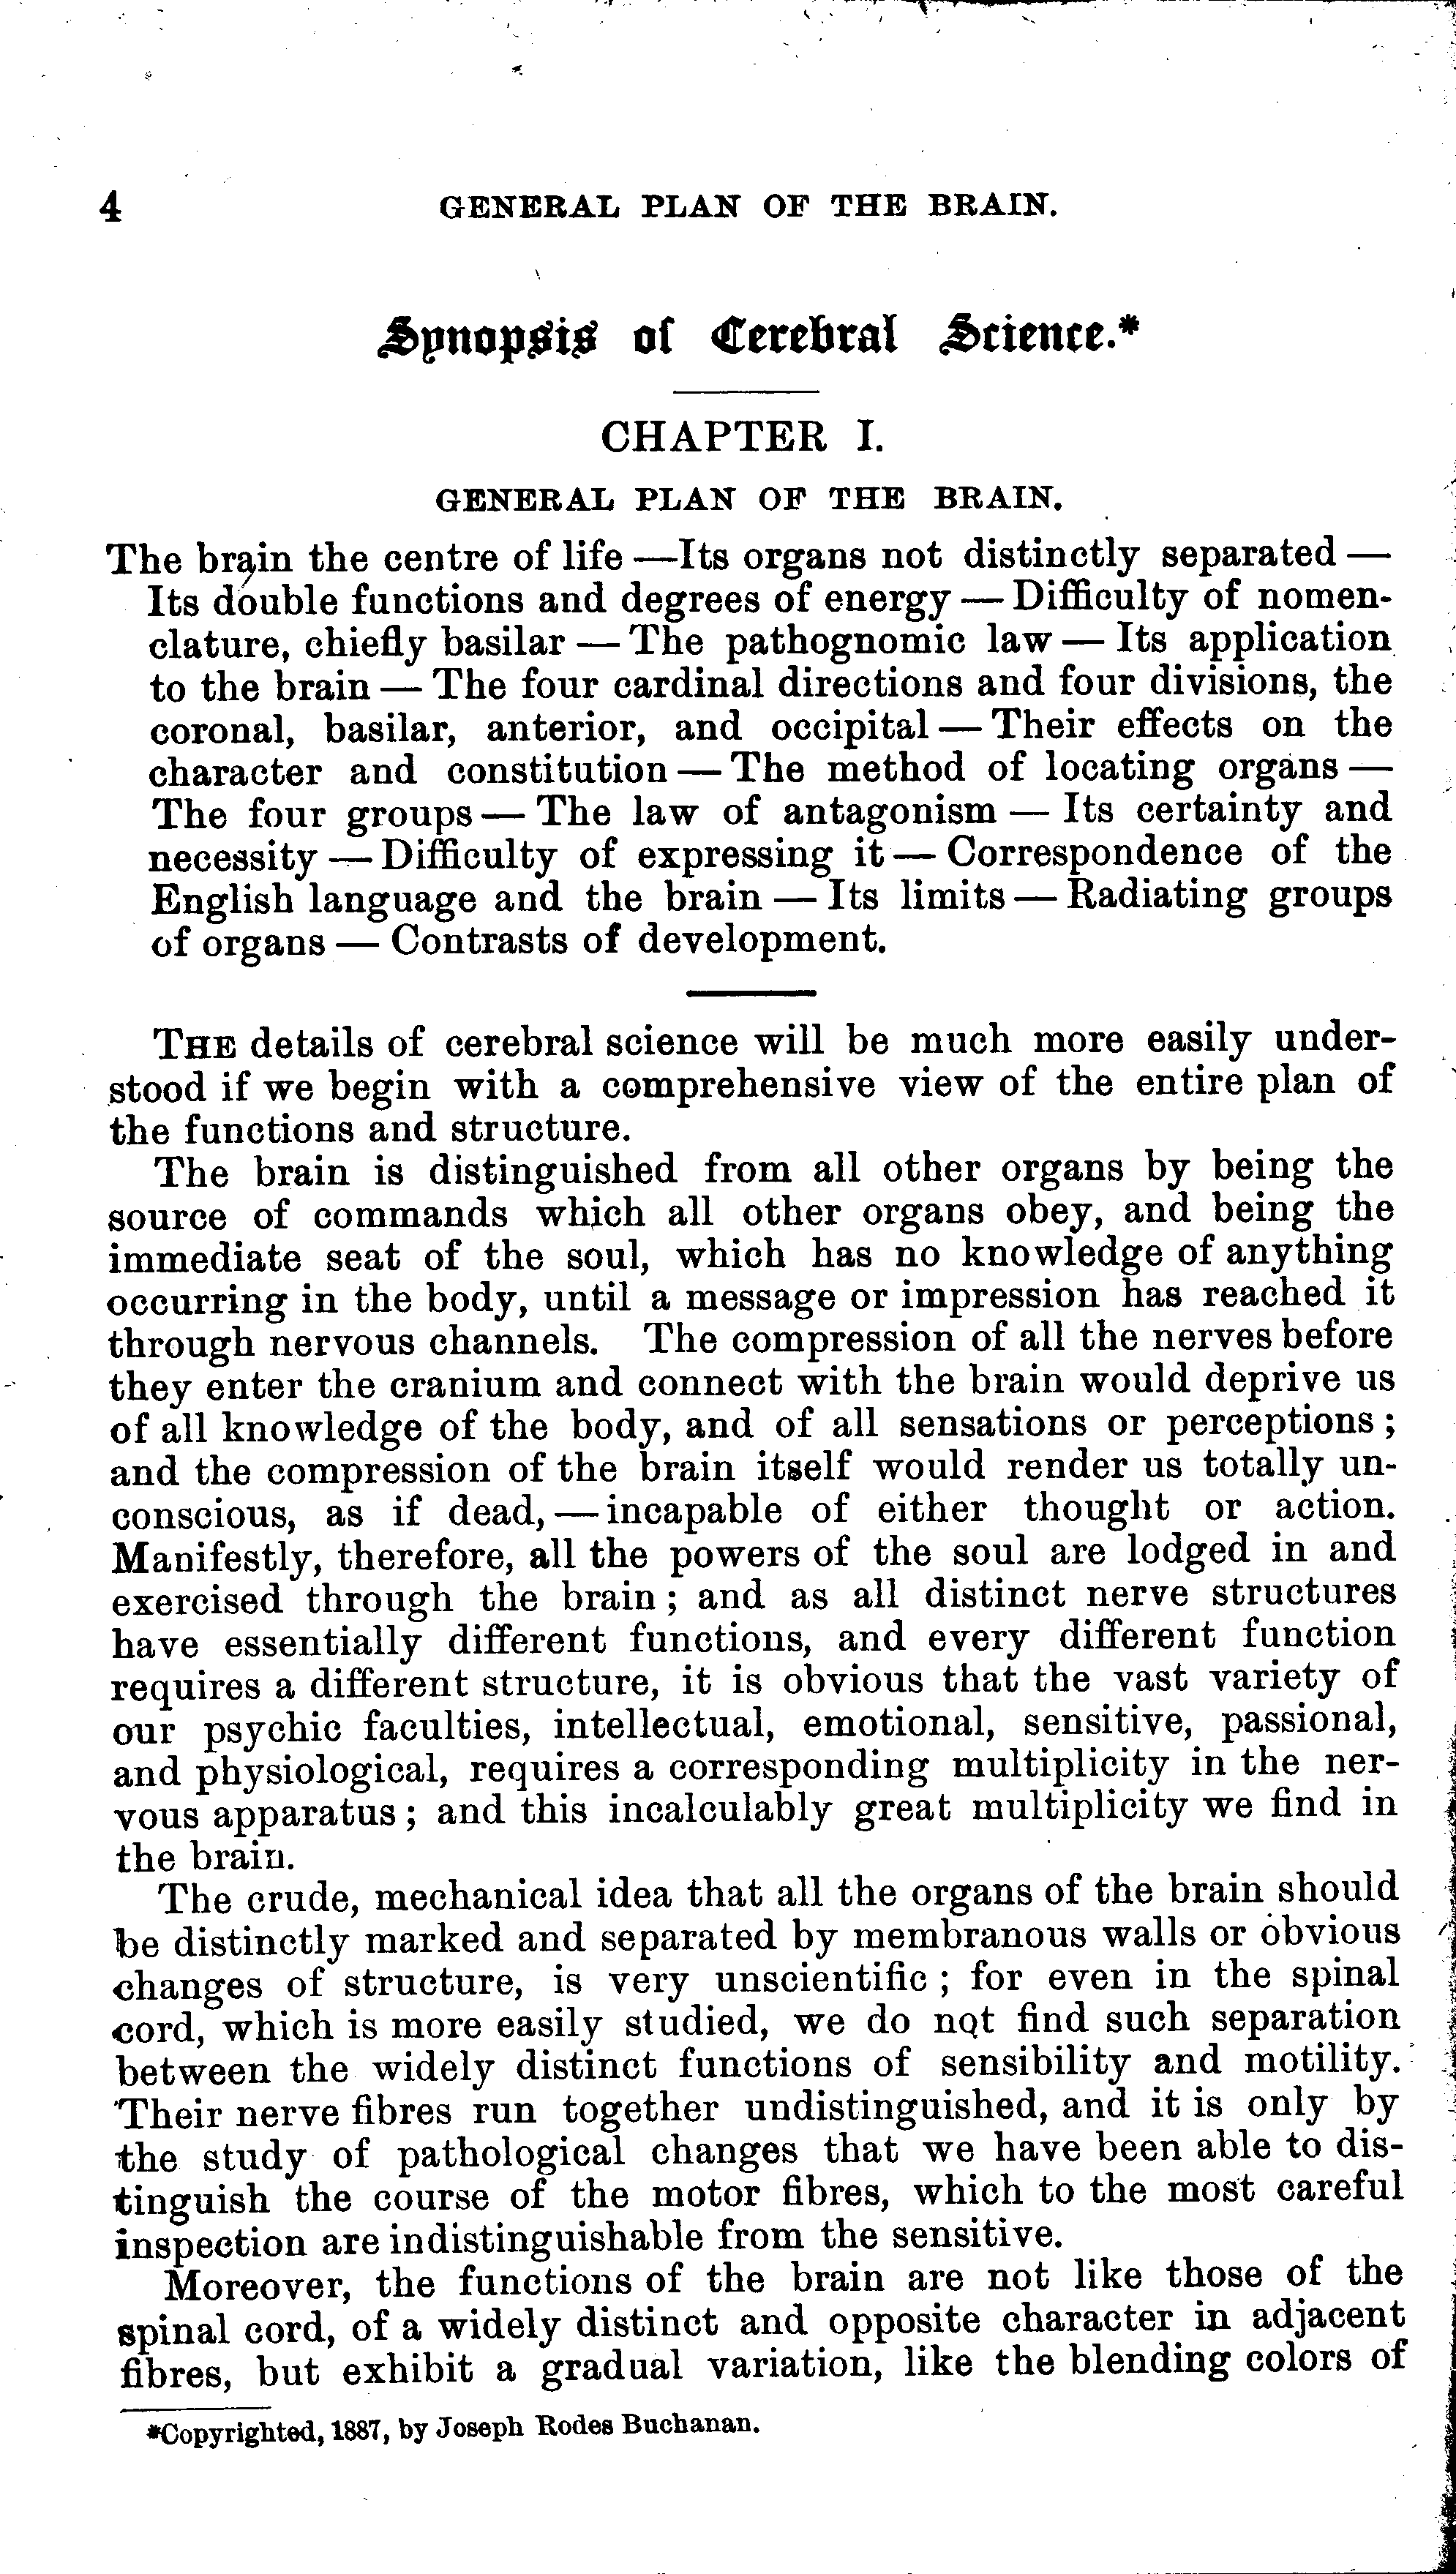 4 GENERAL PLAN OF THE BRAIN.
Synopsis of Cerebral Science.*
CHAPTER I.
GENERAL PLAN OF THE BRAIN.
The brain the centre of life —Its organs not distinctly separated —
Its double functions and degrees of energy — Difficulty of nomen-
clature, chiefly basilar — The pathognomic law — Its application
to the brain — The four cardinal directions and four divisions, the
coronal, basilar, anterior, and occipital — Their effects on the
character and constitution — The method of locating organs —
The four groups — The law of antagonism — Its certainty and
necessity — Difficulty of expressing it — Correspondence of the
English language and the brain — Its limits — Radiating groups
of organs — Contrasts of development.
THE details of cerebral science will be much more easily under-
stood if we begin with a comprehensive view of the entire plan of
the functions and structure.
The brain is distinguished from all other organs by being the
source of commands which all other organs obey, and being the
immediate seat of the soul, which has no knowledge of anything
occurring in the body, until a message or impression has reached it
through nervous channels. The compression of all the nerves before
they enter the cranium and connect with the brain would deprive us
of all knowledge of the body, and of all sensations or perceptions ;
and the compression of the brain itself would render us totally un-
conscious, as if dead, — incapable of either thought or action.
Manifestly, therefore, all the powers of the soul are lodged in and
exercised through the brain ; and as all distinct nerve structures
have essentially different functions, and every different function
requires a different structure, it is obvious that the vast variety of
our psychic faculties, intellectual, emotional, sensitive, passional,
and physiological, requires a corresponding multiplicity in the ner-
vous apparatus ; and this incalculably great multiplicity we find in
the brain.
The crude, mechanical idea that all the organs of the brain should
be distinctly marked and separated by membranous walls or obvious
changes of structure, is very unscientific ; for even in the spinal
cord, which is more easily studied, we do not find such separation
between the widely distinct functions of sensibility and motility.
Their nerve fibres run together undistinguished, and it is only by
the study of pathological changes that we have been able to dis-
tinguish the course of the motor fibres, which to the most careful
inspection are indistinguishable from the sensitive.
Moreover, the functions of the brain are not like those of the
spinal cord, of a widely distinct and opposite character in adjacent
fibres, but exhibit a gradual variation, like the blending colors of
*Copyrighted, 1887, by Joseph Rodes Buchanan.